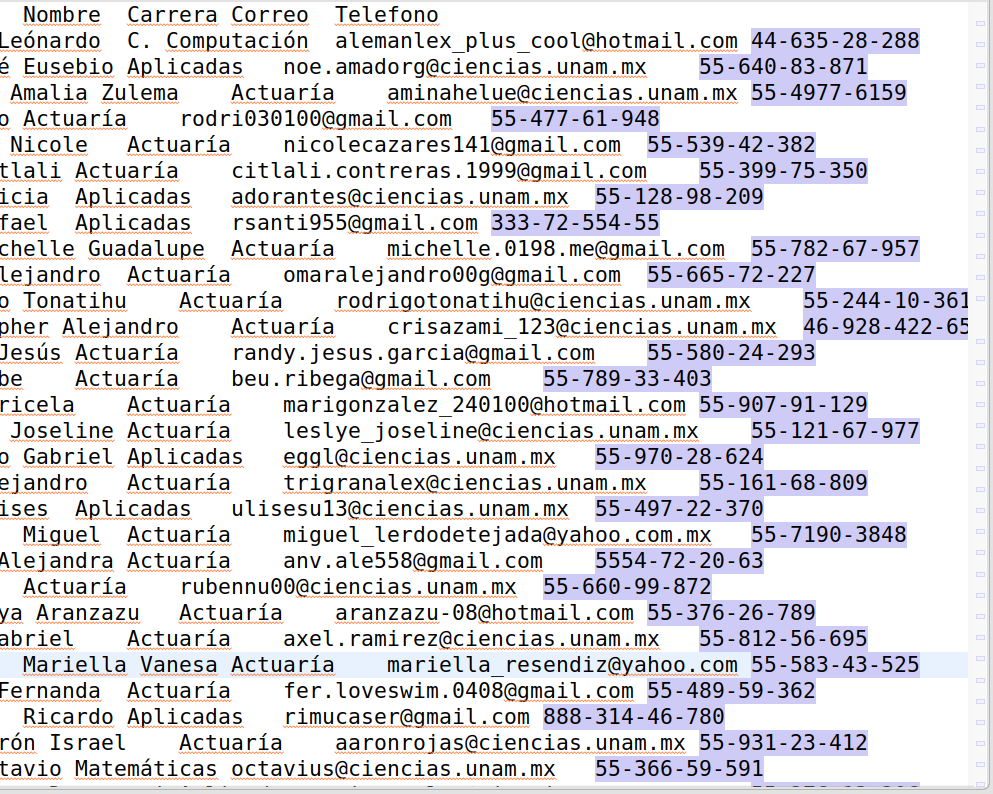 Nombre Carrera Correo Telefono
Leónardo C. Computación alemanlex_plus_cool@hotmail.com 44-635-28-288
é Eusebio Aplicadas noe.amadorg@ciencias.unam.mx 55-640-83-871
Amalia Zulema Actuaría aminahelue@ciencias.unam.mx 55-4977-6159
o Actuaría rodri030100@gmail.com 55-477-61-948
Nicole Actuaría nicolecazares141@gmail.com 55-539-42-382
tlali Actuaría citlali.contreras.1999@gmail.com 55-399-75-350
icia Aplicadas adorantes@ciencias.unam.mx 55-128-98-209
fael Aplicadas rsanti955@gmail.com 333-72-554-55
chelle Guadalupe Actuaría michelle.0198.me@gmail.com 55-782-67-957
lejandro Actuaría omaralejandro00g@gmail.com 55-665-72-227
o Tonatihu Actuaría rodrigotonatihu@ciencias.unam.mx 55-244-10-361
pher Alejandro Actuaría crisazami_123@ciencias.unam.mx 46-928-422-65
Jesús Actuaría randy.jesus.garcia@gmail.com 55-580-24-293
be Actuaría beu.ribega@gmail.com 55-789-33-403
ricela Actuaría marigonzalez_240100@hotmail.com 55-907-91-129
Joseline Actuaría leslye_joseline@ciencias.unam.mx 55-121-67-977
o Gabriel Aplicadas eggl@ciencias.unam.mx 55-970-28-624
ejandro Actuaría trigranalex@ciencias.unam.mx 55-161-68-809
ises Aplicadas ulisesu13@ciencias.unam.mx 55-497-22-370
Miguel Actuaría miguel_lerdodetejada@yahoo.com.mx 55-7190-3848
Alejandra Actuaría anv.ale558@gmail.com 5554-72-20-63
Actuaría rubennu00@ciencias.unam.mx 55-660-99-872
ya Aranzazu Actuaría aranzazu-08@hotmail.com 55-376-26-789
abriel Actuaría axel.ramirez@ciencias.unam.mx 55-812-56-695
Mariella Vanesa Actuaría mariella_resendiz@yahoo.com 55-583-43-525
Fernanda Actuaría fer.loveswim.0408@gmail.com 55-489-59-362
Ricardo Aplicadas rimucaser@gmail.com 888-314-46-780
rón Israel Actuaría aaronrojas@ciencias.unam.mx 55-931-23-412
tavio Matemáticas octavius@ciencias.unam.mx 55-366-59-591